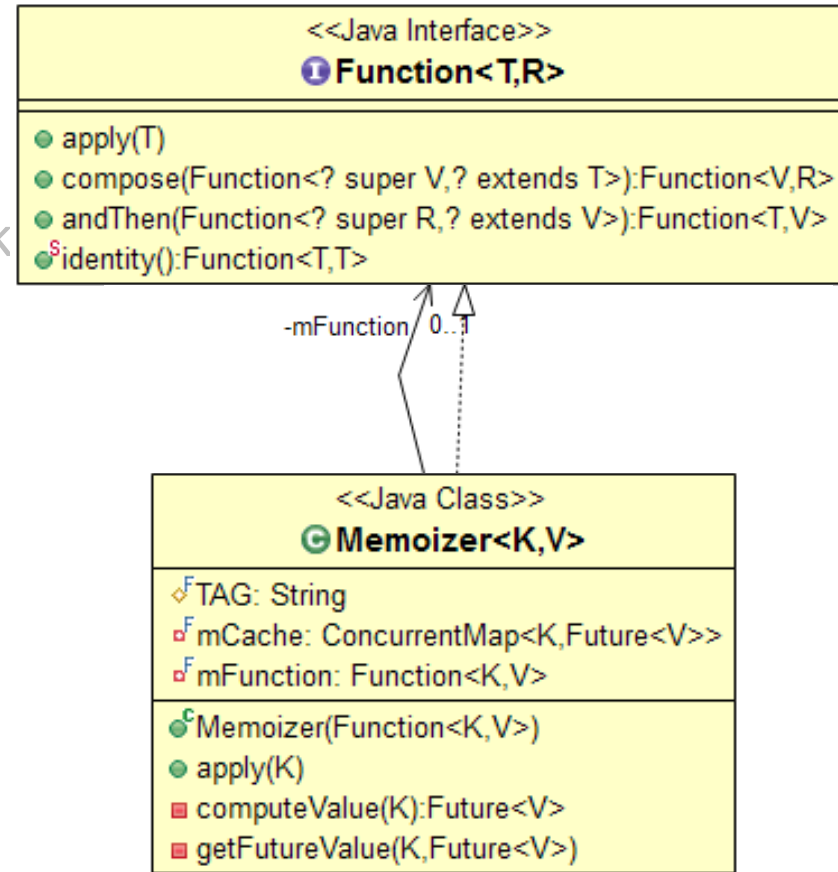 <<Java Interface>>
I Function<T,R>
apply(T)
compose(Function<? super V,? extends T>):Function<V,R>
andThen(Function<? super R,? extends V>):Function<T,V>
S identity():Function<T,T>
-mFunction 0..1
<<Java Class>>
C Memoizer<K,V>
F TAG: String
F mCache: ConcurrentMap<K,Future<V>>
F mFunction: Function<K,V>
C Memoizer(Function<K,V>)
apply(K)
computeValue(K):Future<V>
getFutureValue(K,Future<V>)